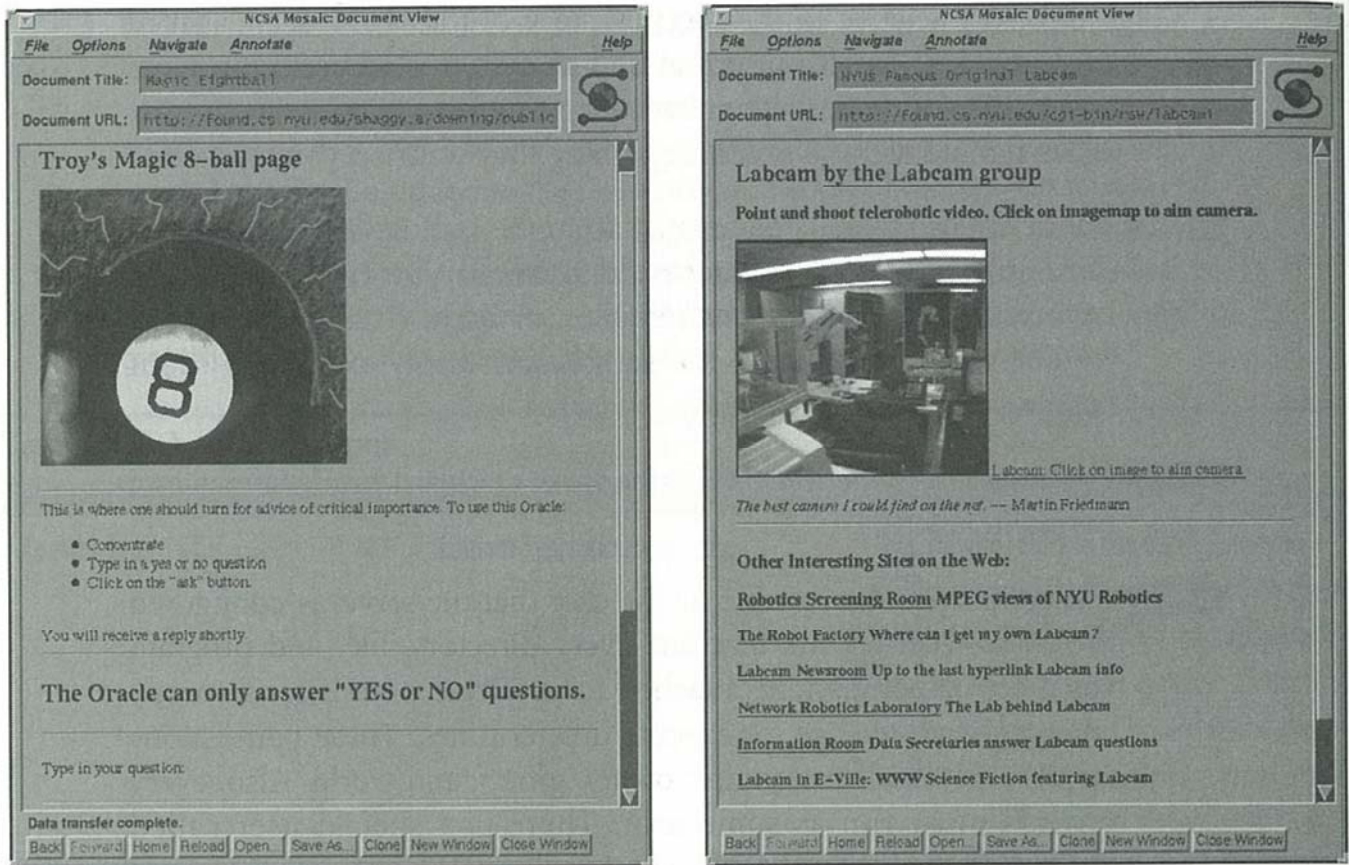 NCSA Mosaic: Document View
File Options Navigate Annotate Help
Document Title: Magic Eightball
Document URL: http://found.cs.nyu.edu/shaggy.a/downing/public
Troy's Magic 8-ball page
8
This is where one should turn for advice of critical importance. To use this Oracle:
Concentrate
Type in a yes or no question
Click on the "ask" button.
You will receive a reply shortly.
The Oracle can only answer "YES or NO" questions.
Type in your question:
Data transfer complete.
Back Forward Home Reload Open... Save As... Clone New Window Close Window
NCSA Mosaic: Document View
File Options Navigate Annotate Help
Document Title: NYUs Famous Original Labcam
Document URL: http://found.cs.nyu.edu/cgi-bin/rsw/labcam1
Labcam by the Labcam group
Point and shoot telerobotic video. Click on imagemap to aim camera.
Labcam: Click on image to aim camera.
The best camera I could find on the net. --- Martin Friedmann
Other Interesting Sites on the Web:
Robotics Screening Room MPEG views of NYU Robotics
The Robot Factory Where can I get my own Labcam?
Labcam Newsroom Up to the last hyperlink Labcam info
Network Robotics Laboratory The Lab behind Labcam
Information Room Data Secretaries answer Labcam questions
Labcam in E-Ville: WWW Science Fiction featuring Labcam
Back Forward Home Reload Open... Save As... Clone New Window Close Window